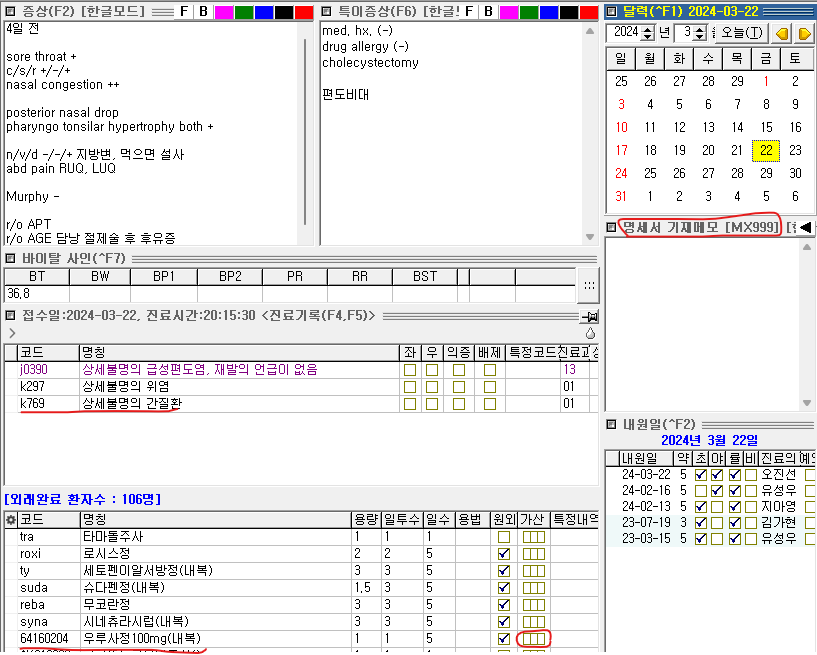 증상(F2) [한글모드] F B
4일 전
sore throat +
c/s/r +/-/+
nasal congestion ++
posterior nasal drop
pharyngo tonsilar hypertrophy both +
n/v/d -/-/+ 지방변, 먹으면 설사
abd pain RUQ, LUQ
Murphy -
r/o APT
r/o AGE 담낭 절제술 후 후유증
특이증상(F6) [한글! F B
med, hx, (-)
drug allergy (-)
cholecystectomy
편도비대
달력(^F1) 2024-03-22
2024 년 3 오늘(T)
일 월 화 수 목 금 토
25 26 27 28 29 1 2
3 4 5 6 7 8 9
10 11 12 13 14 15 16
17 18 19 20 21 22 23
24 25 26 27 28 29 30
31 1 2 3 4 5 6
명세서 기재메모 [MX999]
바이탈 사인(^F7)
BT BW BP1 BP2 PR RR BST
36.8
접수일:2024-03-22, 진료시간:20:15:30 <진료기록(F4,F5)>
코드 명칭 좌 우 의증 배제 특정코드 진료과
j0390 상세불명의 급성편도염, 재발의 언급이 없음 13
k297 상세불명의 위염 01
k769 상세불명의 간질환 01
[외래완료 환자수 : 106명]
코드 명칭 용량 일투수 일수 용법 원외 가산 특정내역
tra 타마돌주사 1 1 1
roxi 로시스정 2 2 5
ty 세토펜이알서방정(내복) 3 3 5
suda 슈다펜정(내복) 1.5 3 5
reba 무코란정 3 3 5
syna 시네츄라시럽(내복) 3 3 5
64160204 우루사정100mg(내복) 1 1 5
내원일(^F2)
2024년 3월 22일
내원일 약 초 야 률 비 진료의 예약
24-03-22 5 오진선
24-02-16 5 유성우
24-02-13 5 지아영
23-07-19 3 김가현
23-03-15 5 유성우